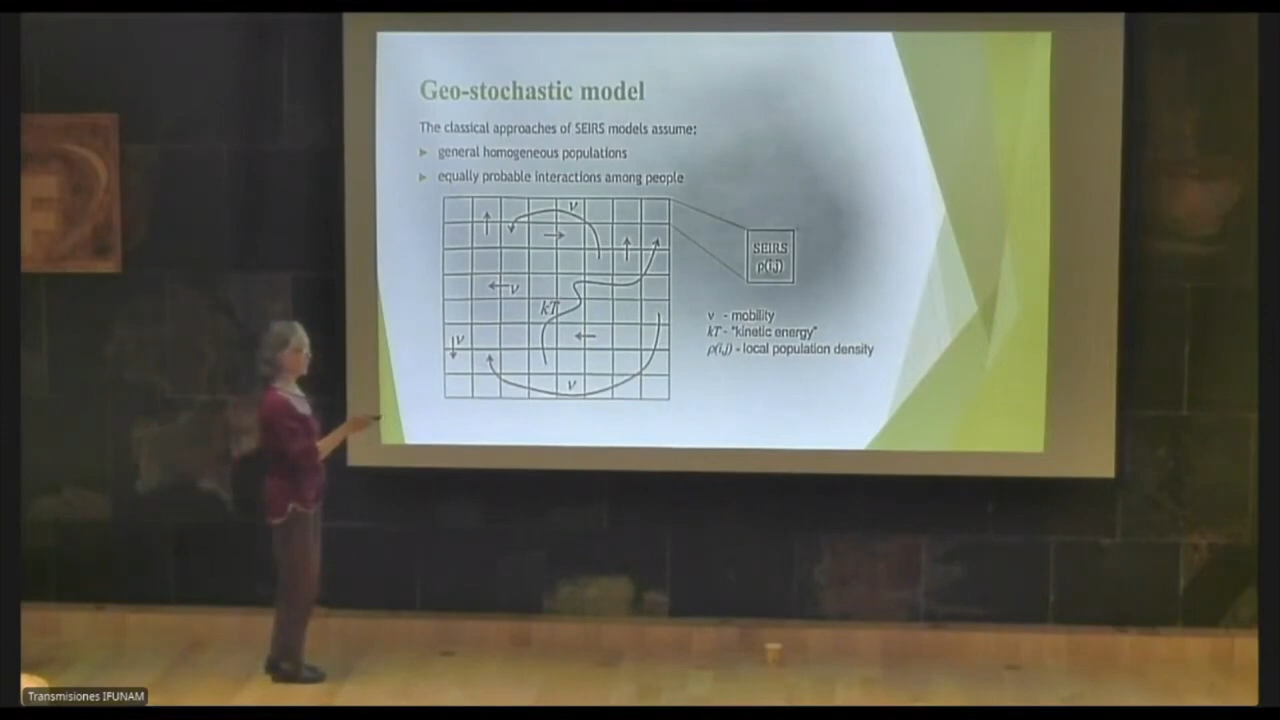 Geo-stochastic model
The classical approaches of SEIRS models assume:
general homogeneous populations
equally probable interactions among people
ν
ν
kT
ν
ν
SEIRS
ρ(i,j)
ν - mobility
kT - "kinetic energy"
ρ(i,j) - local population density
Transmisiones IFUNAM